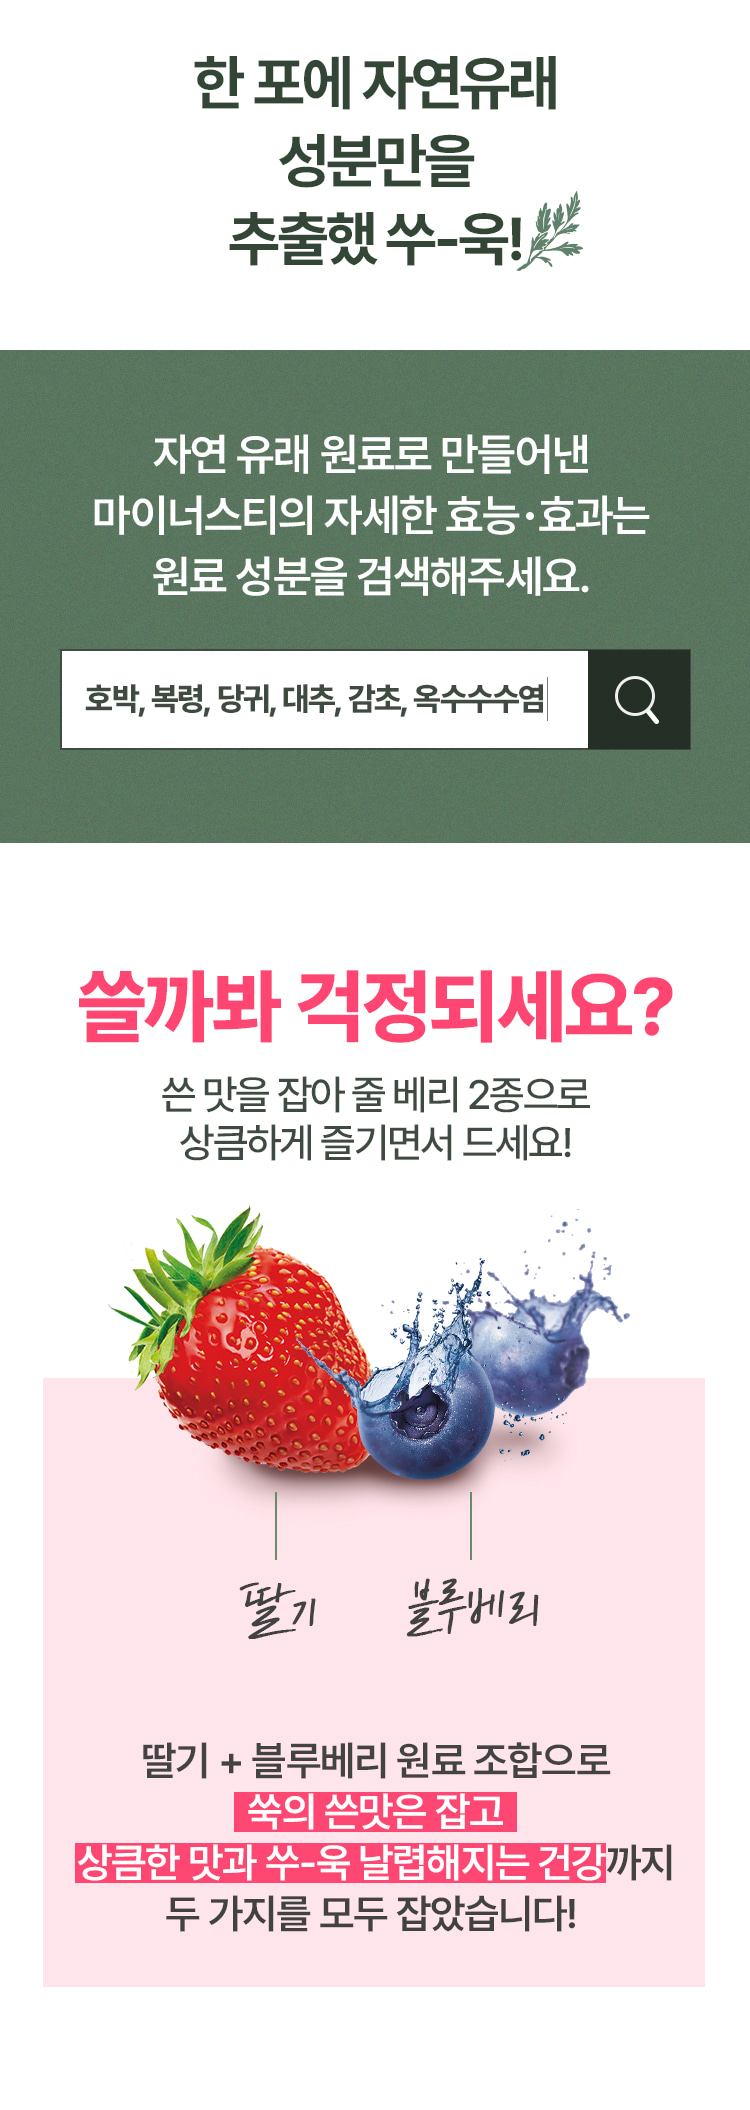 한 포에 자연유래
성분만을
추출했 쑤-욱!
자연 유래 원료로 만들어낸
마이너스티의 자세한 효능·효과는
원료 성분을 검색해주세요.
호박, 복령, 당귀, 대추, 감초, 옥수수수염
쓸까봐 걱정되세요?
쓴 맛을 잡아 줄 베리 2종으로
상큼하게 즐기면서 드세요!
딸기
블루베리
딸기 + 블루베리 원료 조합으로
쑥의 쓴맛은 잡고
상큼한 맛과 쑤-욱 날렵해지는 건강까지
두 가지를 모두 잡았습니다!